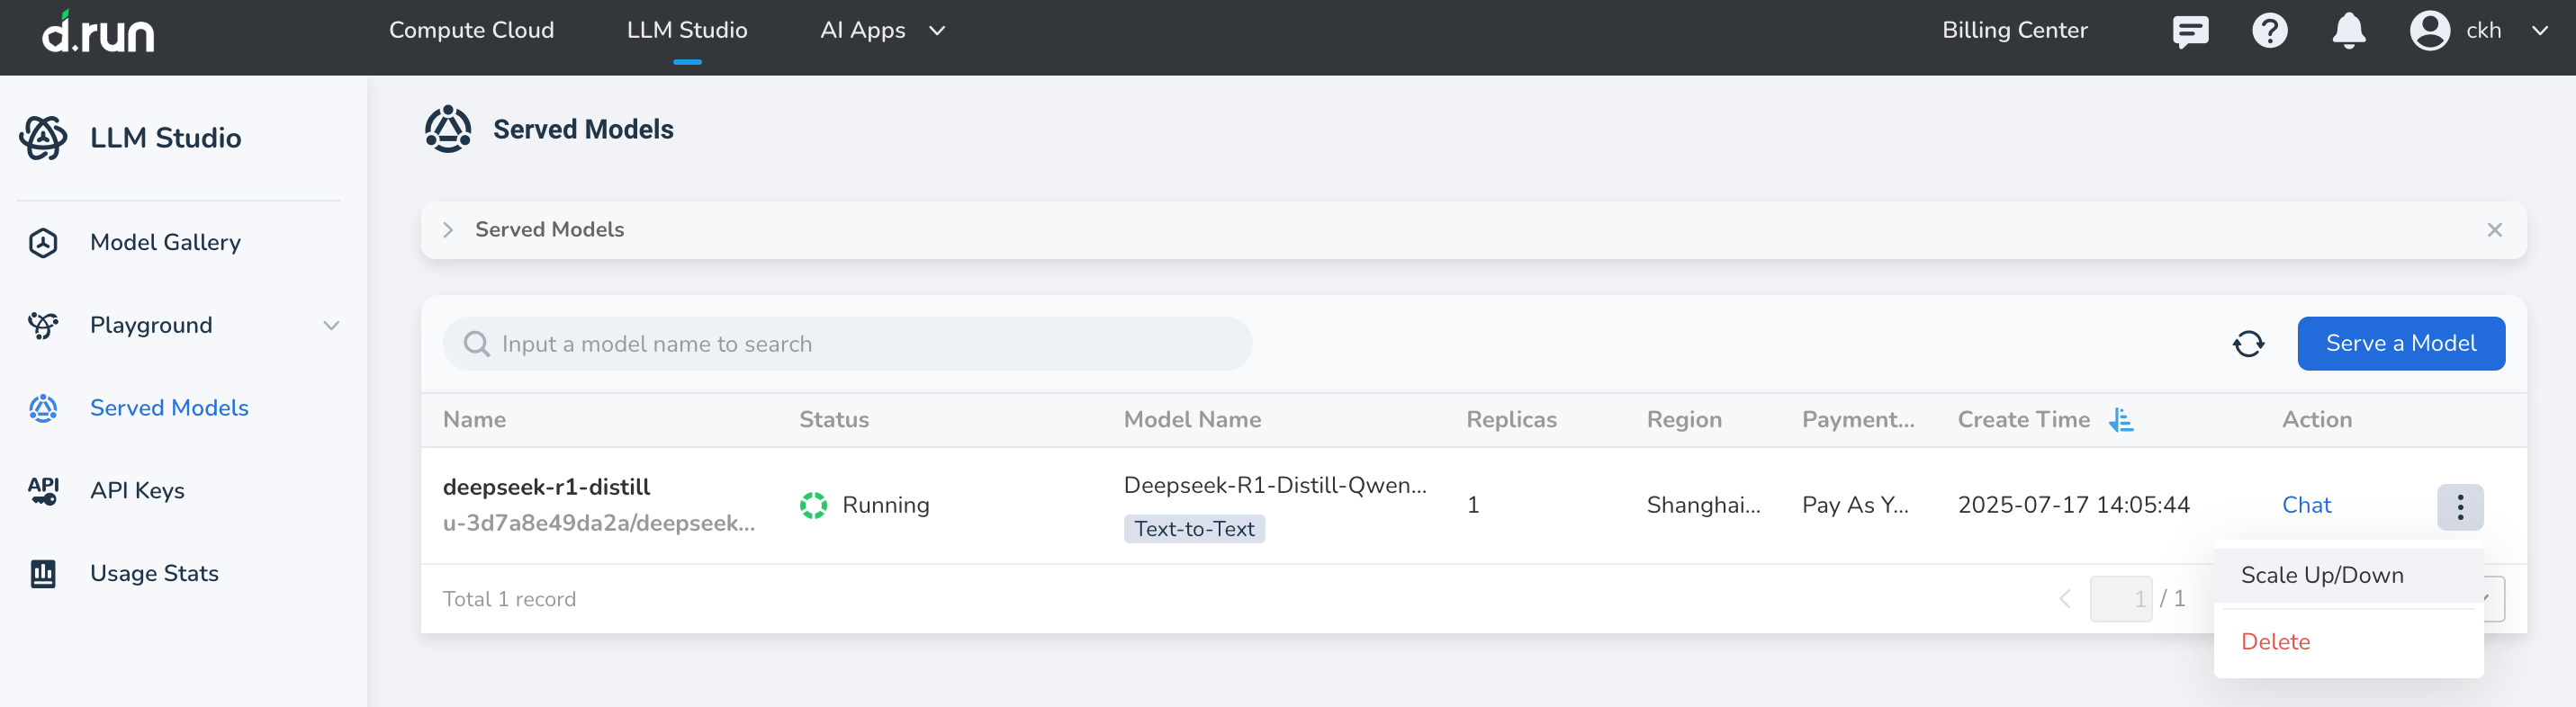 d.run
Compute Cloud
LLM Studio
AI Apps
Billing Center
ckh
LLM Studio
Model Gallery
Playground
Served Models
API Keys
Usage Stats
Served Models
Served Models
Input a model name to search
Serve a Model
Name Status Model Name Replicas Region Payment... Create Time Action
deepseek-r1-distill
u-3d7a8e49da2a/deepseek...
Running
Deepseek-R1-Distill-Qwen...
Text-to-Text
1
Shanghai...
Pay As Y...
2025-07-17 14:05:44
Chat
Scale Up/Down
Delete
Total 1 record
1 / 1